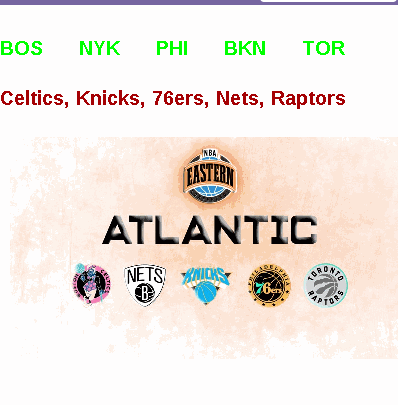 BOS NYK PHI BKN TOR
Celtics, Knicks, 76ers, Nets, Raptors
NBA
EASTERN
ATLANTIC
NETS
B
KNICKS
PHILADELPHIA
76ers
TORONTO
RAPTORS